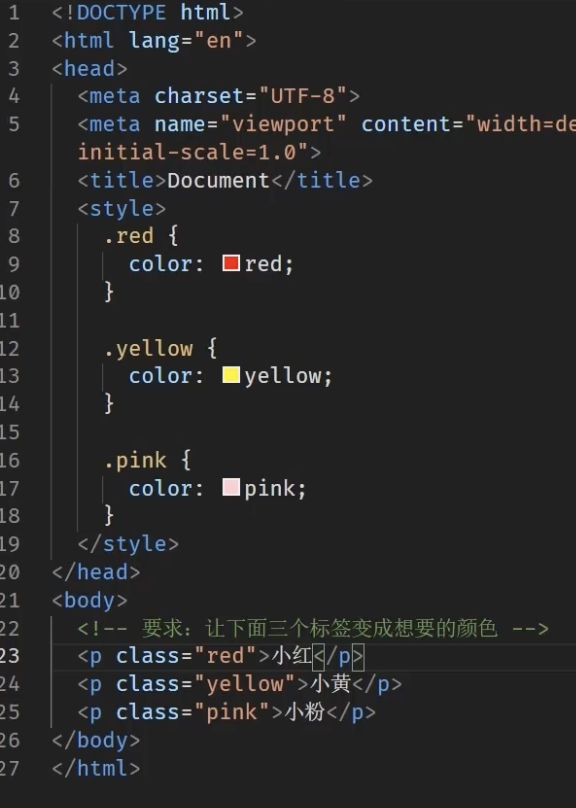 1 <!DOCTYPE html>
2 <html lang="en">
3 <head>
4 <meta charset="UTF-8">
5 <meta name="viewport" content="width=de
initial-scale=1.0">
6 <title>Document</title>
7 <style>
8 .red {
9 color: red;
10 }
11
12 .yellow {
13 color: yellow;
14 }
15
16 .pink {
17 color: pink;
18 }
19 </style>
20 </head>
21 <body>
22 <!-- 要求：让下面三个标签变成想要的颜色 -->
23 <p class="red">小红</p>
24 <p class="yellow">小黄</p>
25 <p class="pink">小粉</p>
26 </body>
27 </html>